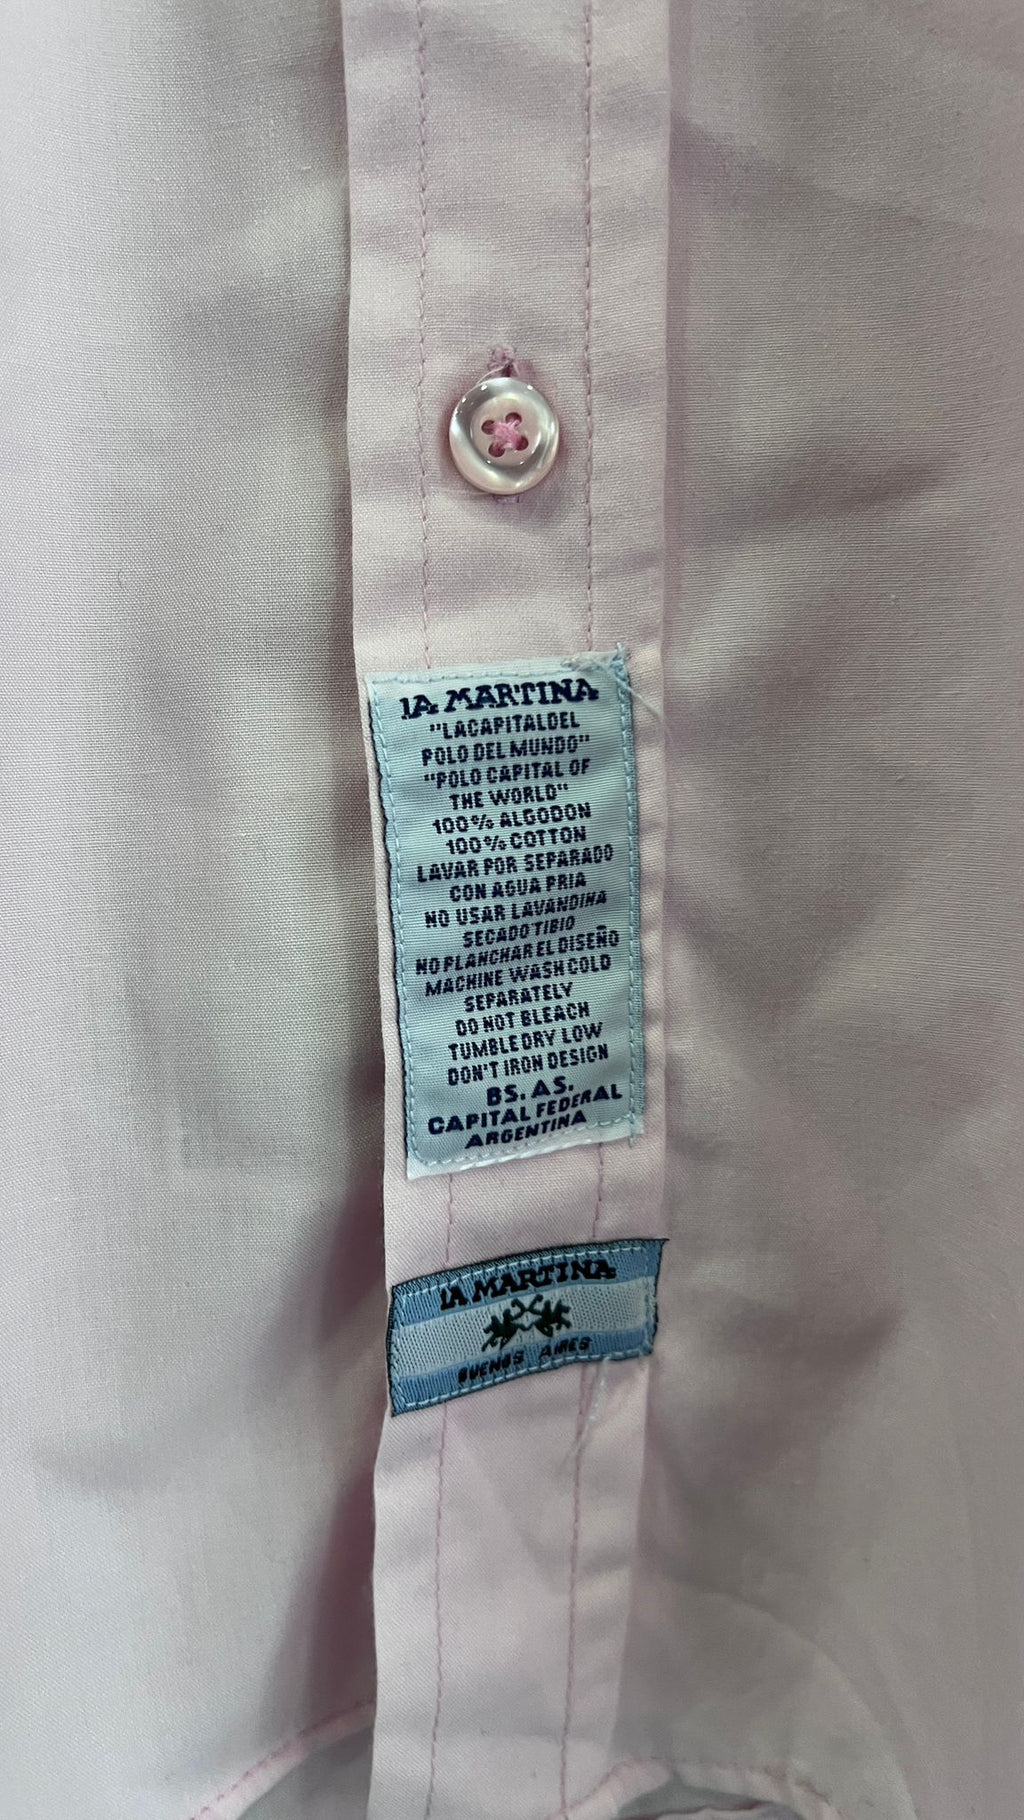 LA MARTINA
"LACAPITALDEL
POLO DEL MUNDO"
"POLO CAPITAL OF
THE WORLD"
100% ALGODON
100% COTTON
LAVAR POR SEPARADO
CON AGUA PRIA
NO USAR LAVANDINA
SECADO TIBIO
NO PLANCHAR EL DISEÑO
MACHINE WASH COLD
SEPARATELY
DO NOT BLEACH
TUMBLE DRY LOW
DON'T IRON DESIGN
BS. AS.
CAPITAL FEDERAL
ARGENTINA
LA MARTINA
BUENOS AIRES